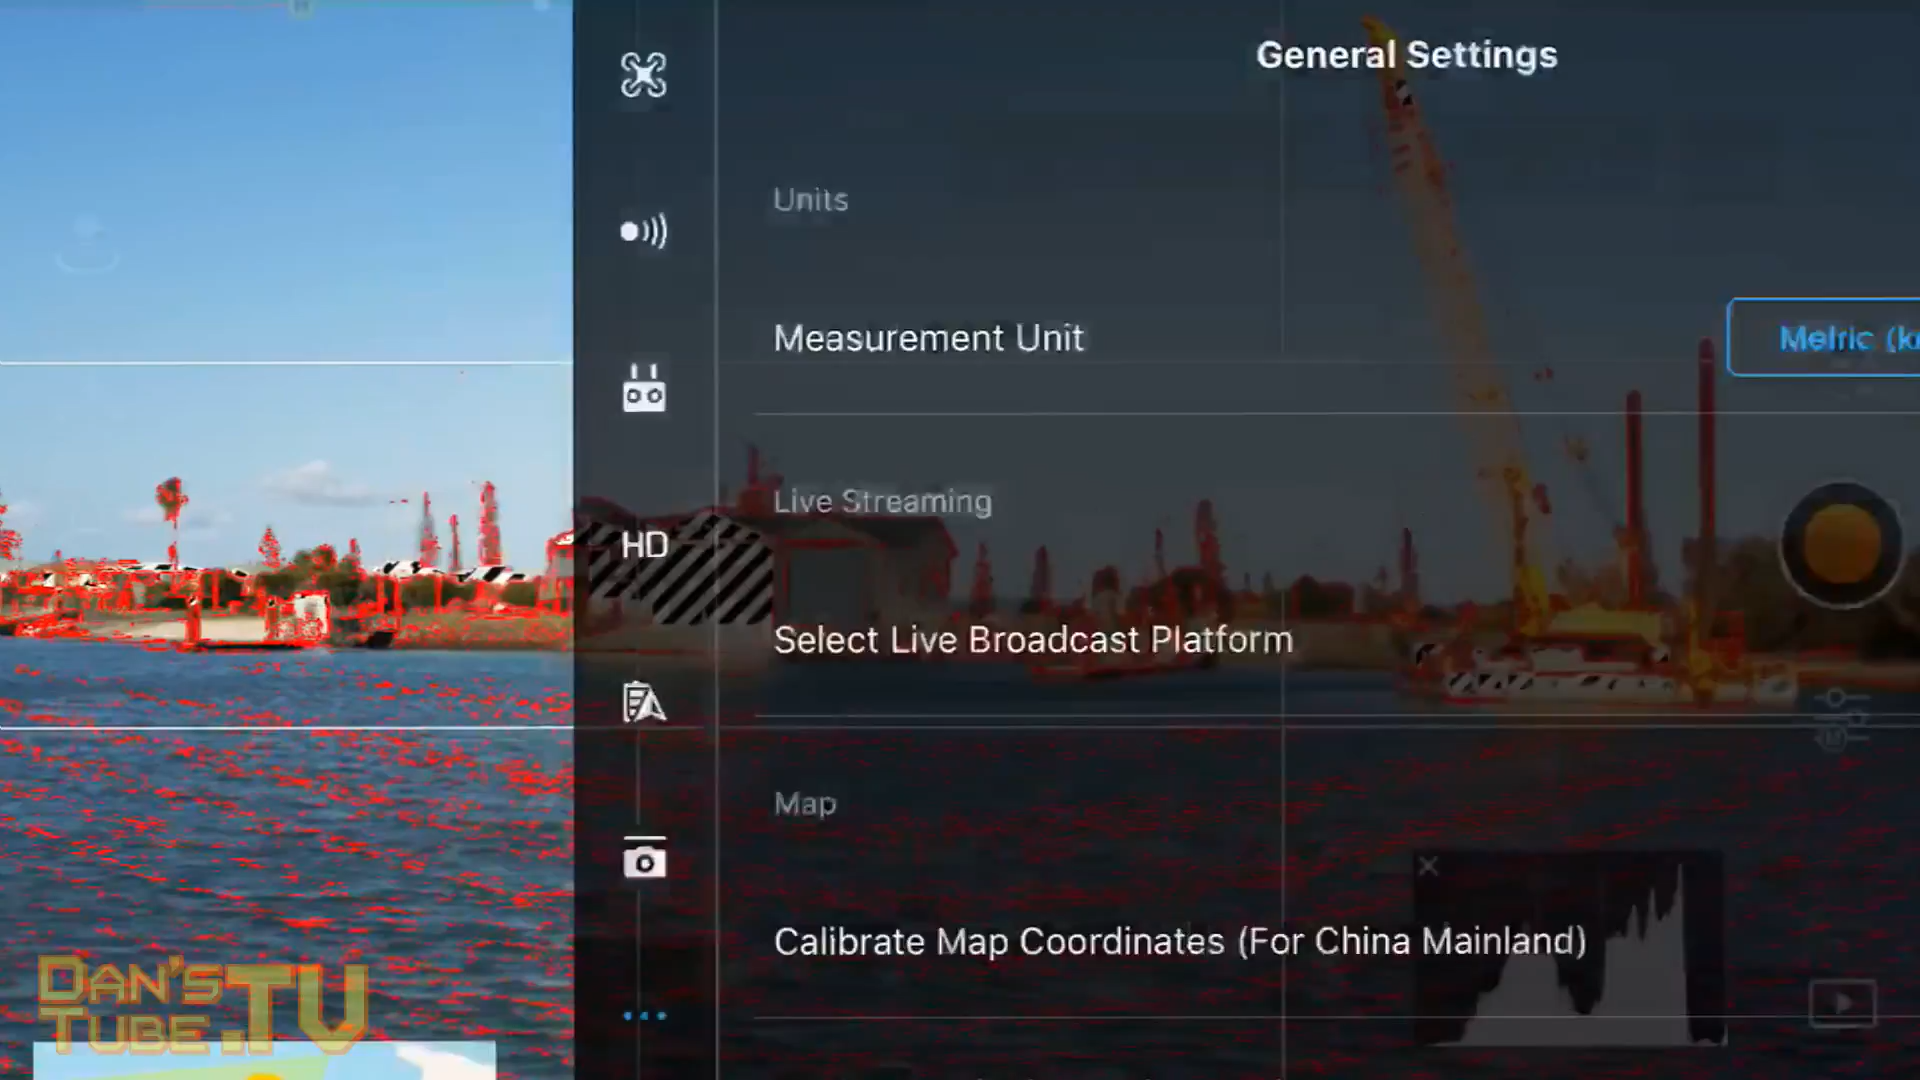 General Settings
Units
Measurement Unit
Metric (k
Live Streaming
HD
Select Live Broadcast Platform
Map
Calibrate Map Coordinates (For China Mainland)
DAN'S
TUBE.TV